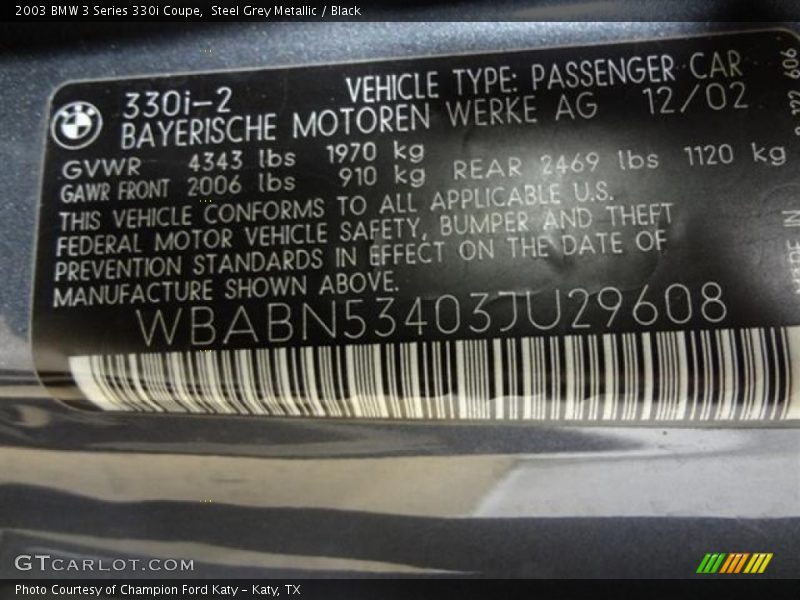 2003 BMW 3 Series 330i Coupe,  Steel Grey Metallic / Black
330i-2 VEHICLE TYPE: PASSENGER CAR
BAYERISCHE MOTOREN WERKE AG 12/02
GVWR 4343 lbs 1970 kg
GAWR FRONT 2006 lbs 910 kg REAR 2469 lbs 1120 kg
THIS VEHICLE CONFORMS TO ALL APPLICABLE U.S.
FEDERAL MOTOR VEHICLE SAFETY, BUMPER AND THEFT
PREVENTION STANDARDS IN EFFECT ON THE DATE OF
MANUFACTURE SHOWN ABOVE.
WBABN53403JU29608
MADE IN
GTCARLOT.COM
Photo Courtesy of Champion Ford Katy - Katy, TX